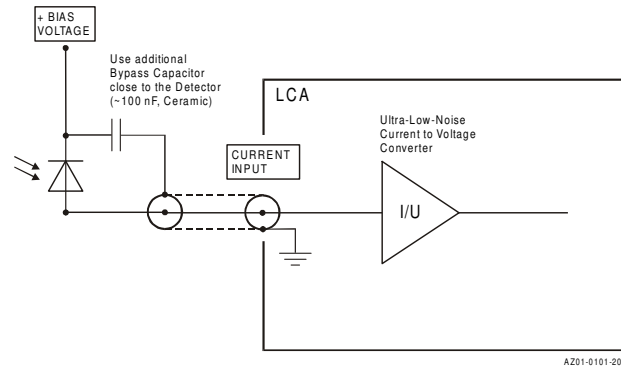 + BIAS
VOLTAGE
Use additional
Bypass Capacitor
close to the Detector
(~100 nF, Ceramic)
LCA
CURRENT
INPUT
Ultra-Low-Noise
Current to Voltage
Converter
I/U
AZ01-0101-20